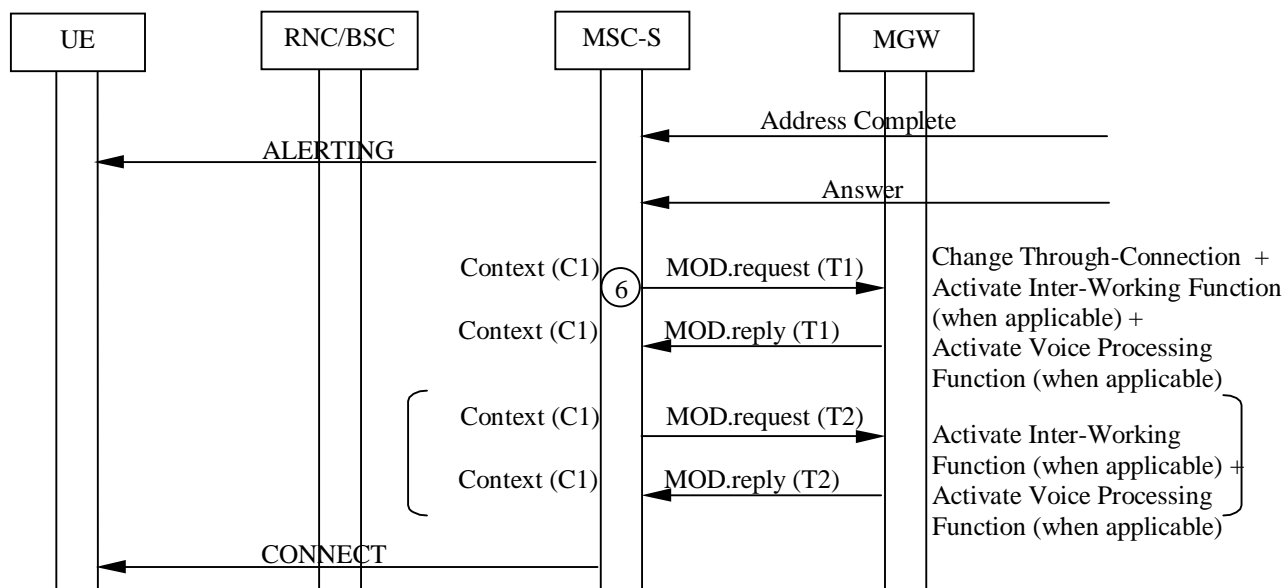 UE
RNC/BSC
MSC-S
MGW
Address Complete
ALERTING
Answer
Context (C1)
6
MOD.request (T1)
Change Through-Connection +
Activate Inter-Working Function
(when applicable) +
Activate Voice Processing
Function (when applicable)
Context (C1)
MOD.reply (T1)
Context (C1)
MOD.request (T2)
Activate Inter-Working
Function (when applicable) +
Activate Voice Processing
Function (when applicable)
Context (C1)
MOD.reply (T2)
CONNECT